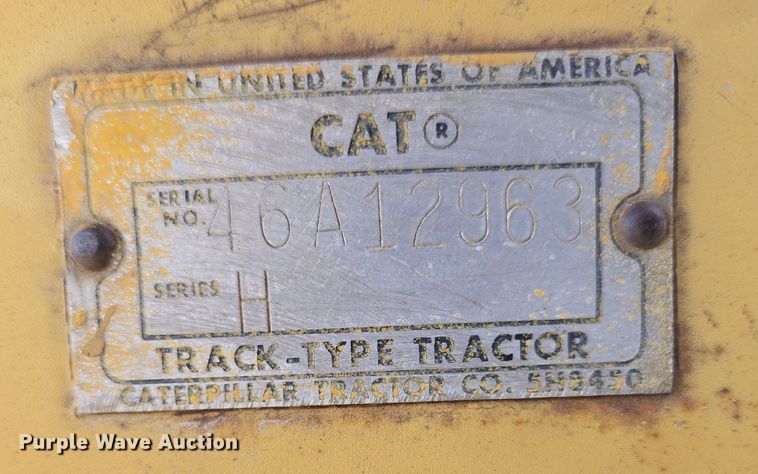 MADE IN UNITED STATES OF AMERICA
CAT®
SERIAL NO. 46A12963
SERIES H
TRACK-TYPE TRACTOR
CATERPILLAR TRACTOR CO. 5H8450
Purple Wave Auction